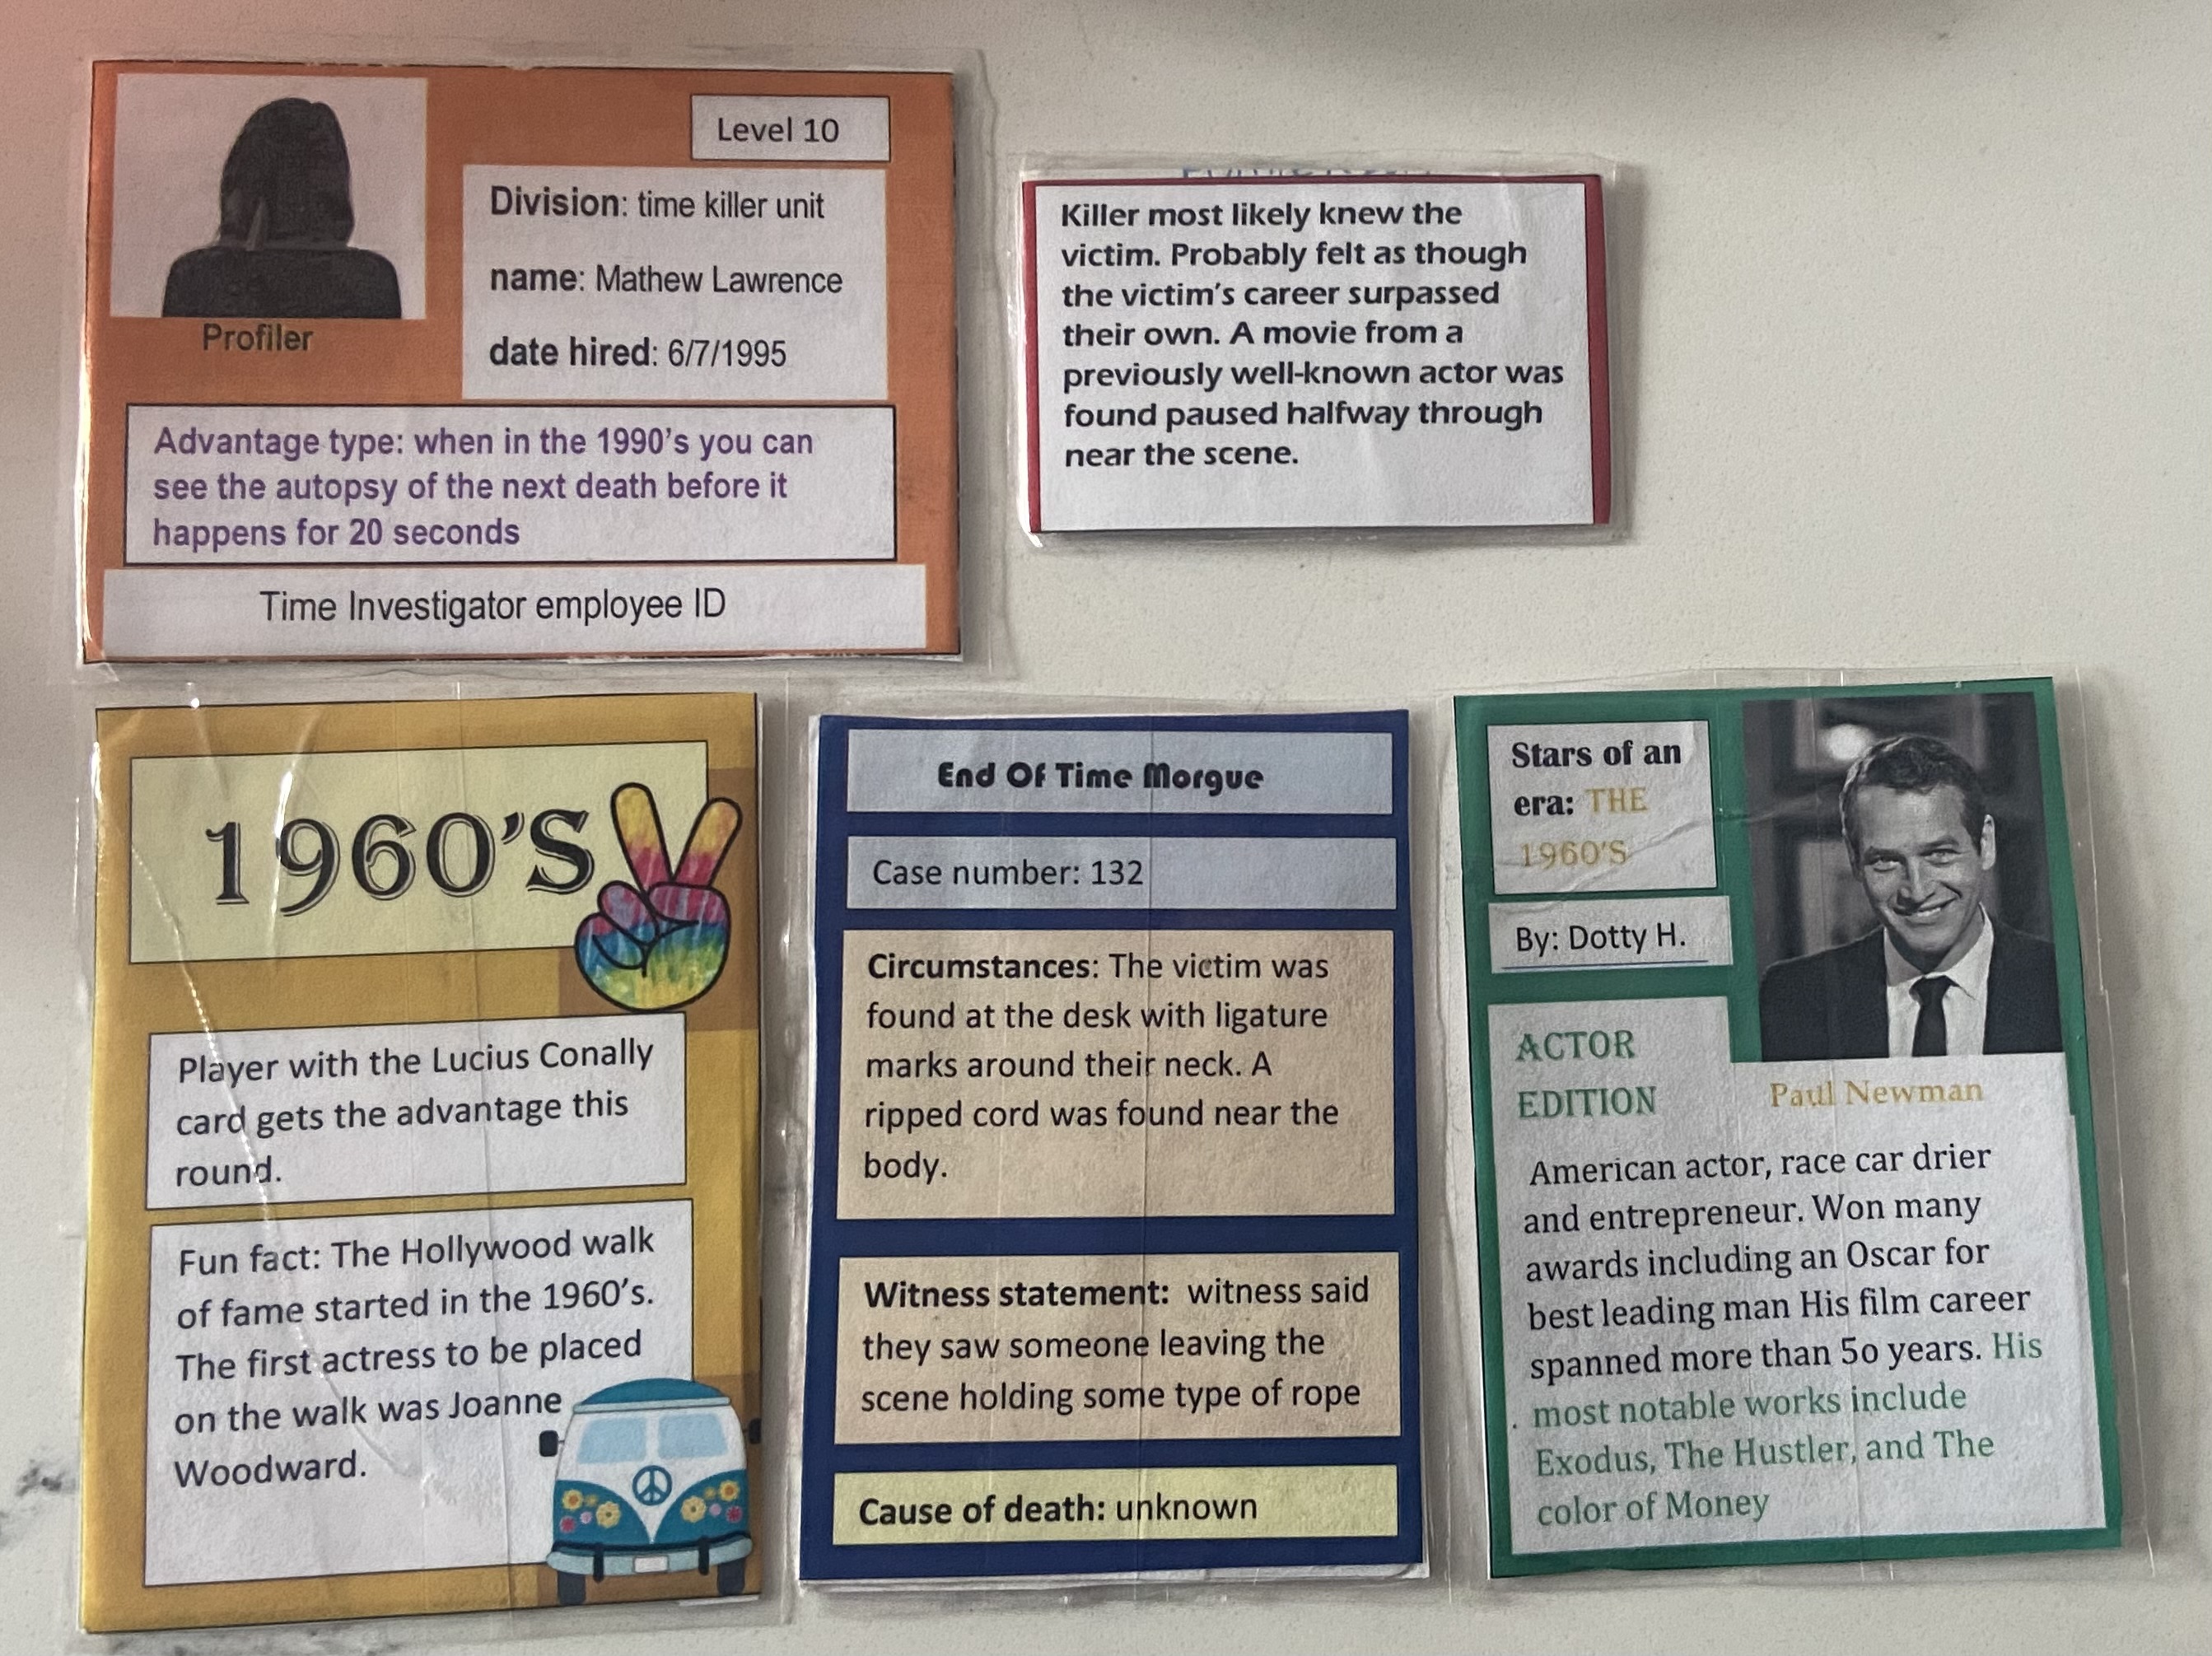 Level 10
Division: time killer unit
name: Mathew Lawrence
date hired: 6/7/1995
Profiler
Advantage type: when in the 1990's you can
see the autopsy of the next death before it
happens for 20 seconds
Time Investigator employee ID
Killer most likely knew the
victim. Probably felt as though
the victim's career surpassed
their own. A movie from a
previously well-known actor was
found paused halfway through
near the scene.
1960'S
Player with the Lucius Conally
card gets the advantage this
round.
Fun fact: The Hollywood walk
of fame started in the 1960's.
The first actress to be placed
on the walk was Joanne
Woodward.
End Of Time Morgue
Case number: 132
Circumstances: The victim was
found at the desk with ligature
marks around their neck. A
ripped cord was found near the
body.
Witness statement: witness said
they saw someone leaving the
scene holding some type of rope
Cause of death: unknown
Stars of an
era: THE
1960'S
By: Dotty H.
ACTOR
EDITION
Paul Newman
American actor, race car drier
and entrepreneur. Won many
awards including an Oscar for
best leading man His film career
spanned more than 5o years. His
. most notable works include
Exodus, The Hustler, and The
color of Money